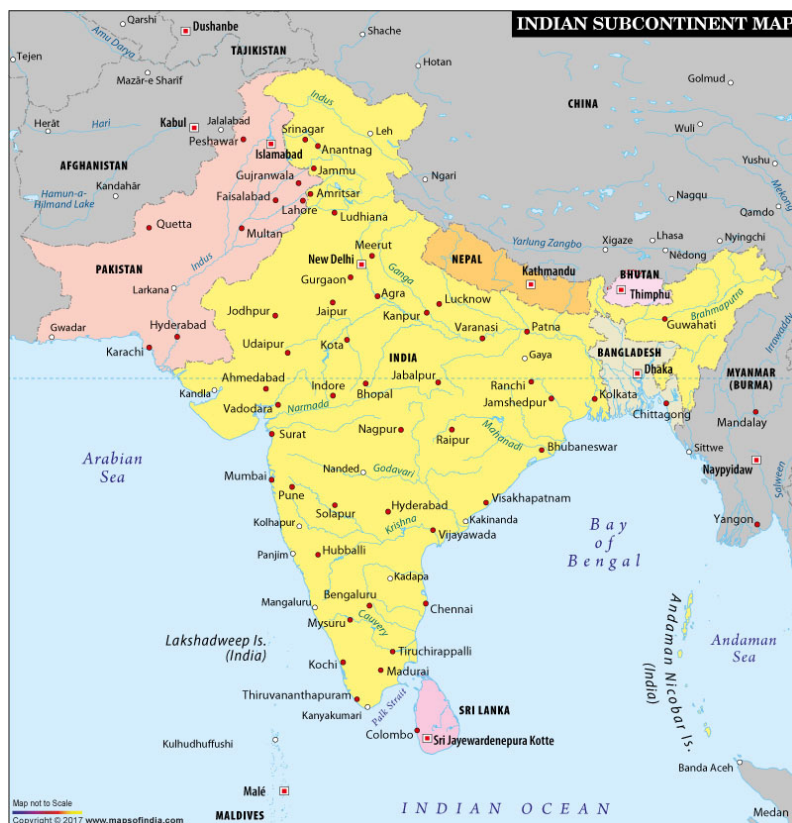 INDIAN SUBCONTINENT MAP
Qarshi
Dushanbe
Amu Darya
TAJIKISTAN
Tejen
Mazār-e Sharīf
Shache
Hotan
Golmud
CHINA
Indus
Herāt
Hari
Kabul
Jalalabad
Peshawar
Islamabad
Srinagar
Leh
Anantnag
Wuli
Yushu
AFGHANISTAN
Jammu
Gujranwala
Ngari
Mekong
Kandahār
Hamun-a-
Hilmand Lake
Faisalabad
Amritsar
Lahore
Ludhiana
Nagqu
Qamdo
Quetta
Multan
Indus
Meerut
Yarlung Zangbo
Xigaze
Lhasa
Nyingchi
Nêdong
PAKISTAN
New Delhi
Ganga
NEPAL
Kathmandu
BHUTAN
Thimphu
Larkana
Gurgaon
Agra
Lucknow
Brahmaputra
Irrawaddy
Jodhpur
Jaipur
Kanpur
Varanasi
Patna
Guwahati
Gwadar
Hyderabad
Karachi
Udaipur
Kota
INDIA
Gaya
BANGLADESH
Dhaka
MYANMAR
(BURMA)
Ahmedabad
Kandla
Indore
Bhopal
Jabalpur
Ranchi
Jamshedpur
Kolkata
Chittagong
Vadodara
Narmada
Mandalay
Surat
Nagpur
Raipur
Mahanadi
Bhubaneswar
Sittwe
Naypyidaw
Salween
Arabian
Sea
Mumbai
Nanded
Godavari
Pune
Solapur
Hyderabad
Visakhapatnam
Kolhapur
Krishna
Kakinanda
Vijayawada
Yangon
Bay
of
Bengal
Panjim
Hubballi
Kadapa
Mangaluru
Bengaluru
Chennai
Mysuru
Cauvery
Lakshadweep Is.
(India)
Andaman Nicobar Is.
(India)
Andaman
Sea
Kochi
Tiruchirappalli
Madurai
Thiruvananthapuram
Palk Strait
Kanyakumari
SRI LANKA
Colombo
Sri Jayewardenepura Kotte
Kulhudhuffushi
Banda Aceh
Malé
MALDIVES
INDIAN OCEAN
Medan
Map not to Scale
Copyright © 2017 www.mapsofindia.com